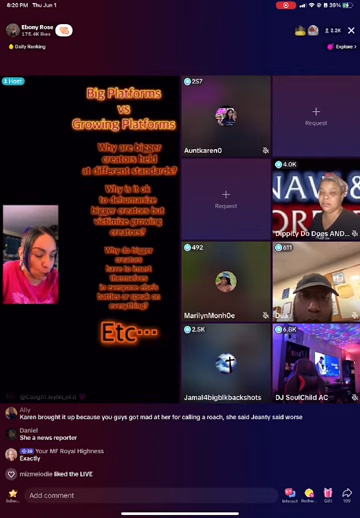 8:20 PM Thu Jun 1
Ebony Rose
175.4K likes
2.2K
Daily Ranking
Explore >
Host
Big Platforms
vs
Growing Platforms
Why are bigger
creators held
at different standards?
Why is it ok
to dehumanize
bigger creators but
victimize growing
creators?
Why do bigger
creators
have to insert
themselves
in everyone else's
battles or speak on
everything?
Etc...
257
Auntkaren0
Request
Request
4.0K
Dippity Do Dogs AND...
492
MarilynMonh0e
611
Dua
2.5K
Jamal4bigblkbackshots
6.8K
DJ SoulChild AC
Ally
Karen brought it up because you guys got mad at her for calling a roach, she said Jeanty said worse
Daniel
She a news reporter
Your MF Royal Highness
Exactly
mizmelodie liked the LIVE
Add comment
Gift
199